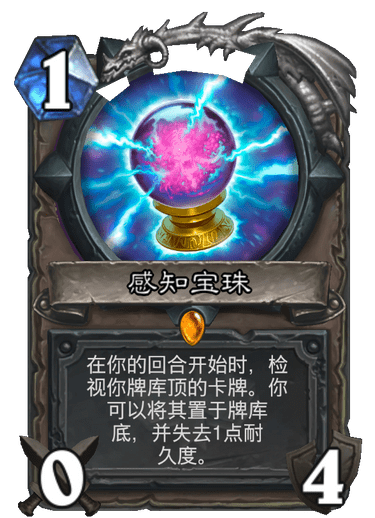 1
感知宝珠
在你的回合开始时，检
视你牌库顶的卡牌。你
可以将其置于牌库
底，并失去1点耐
久度。
0
4